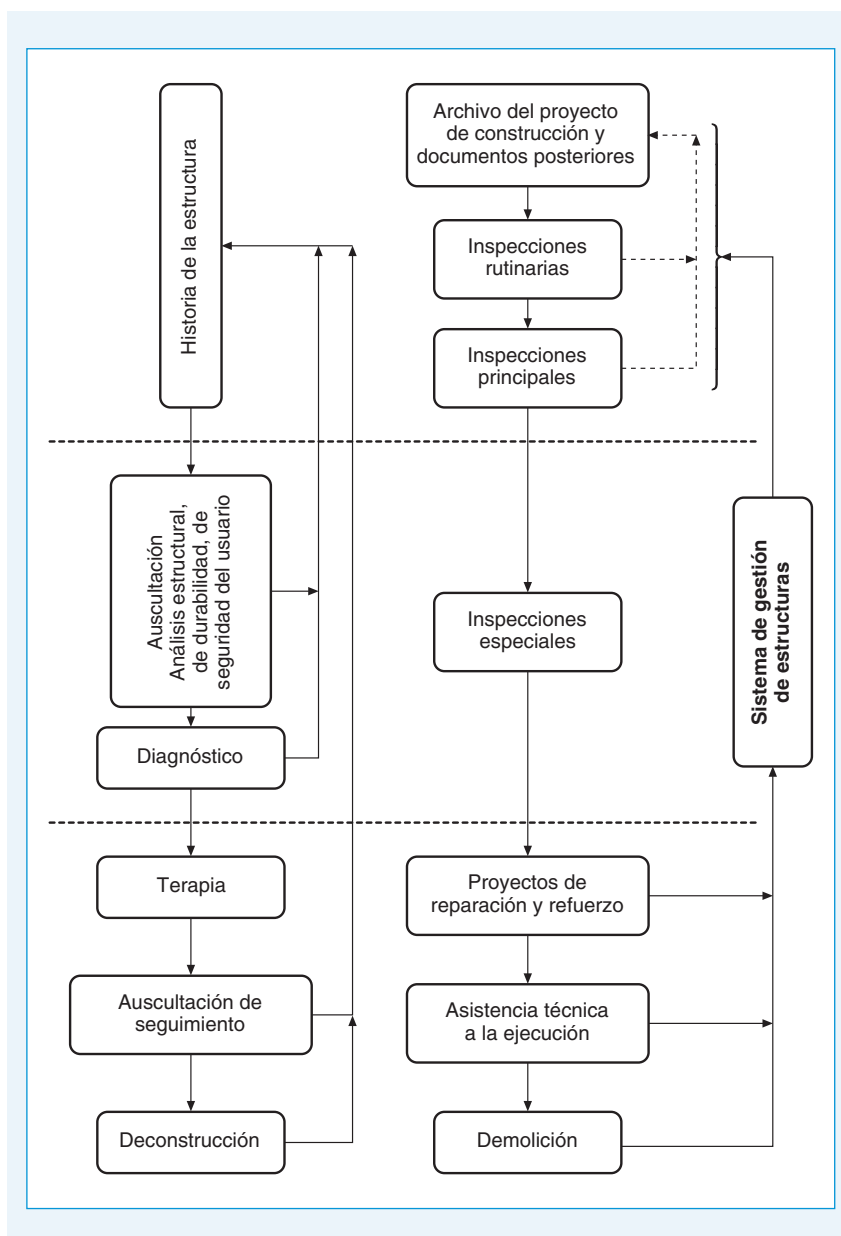 Historia de la estructura
Auscultación
Análisis estructural,
de durabilidad, de
seguridad del usuario
Diagnóstico
Terapia
Auscultación de
seguimiento
Deconstrucción
Archivo del proyecto
de construcción y
documentos posteriores
Inspecciones
rutinarias
Inspecciones
principales
Inspecciones
especiales
Proyectos de
reparación y refuerzo
Asistencia técnica
a la ejecución
Demolición
Sistema de gestión
de estructuras